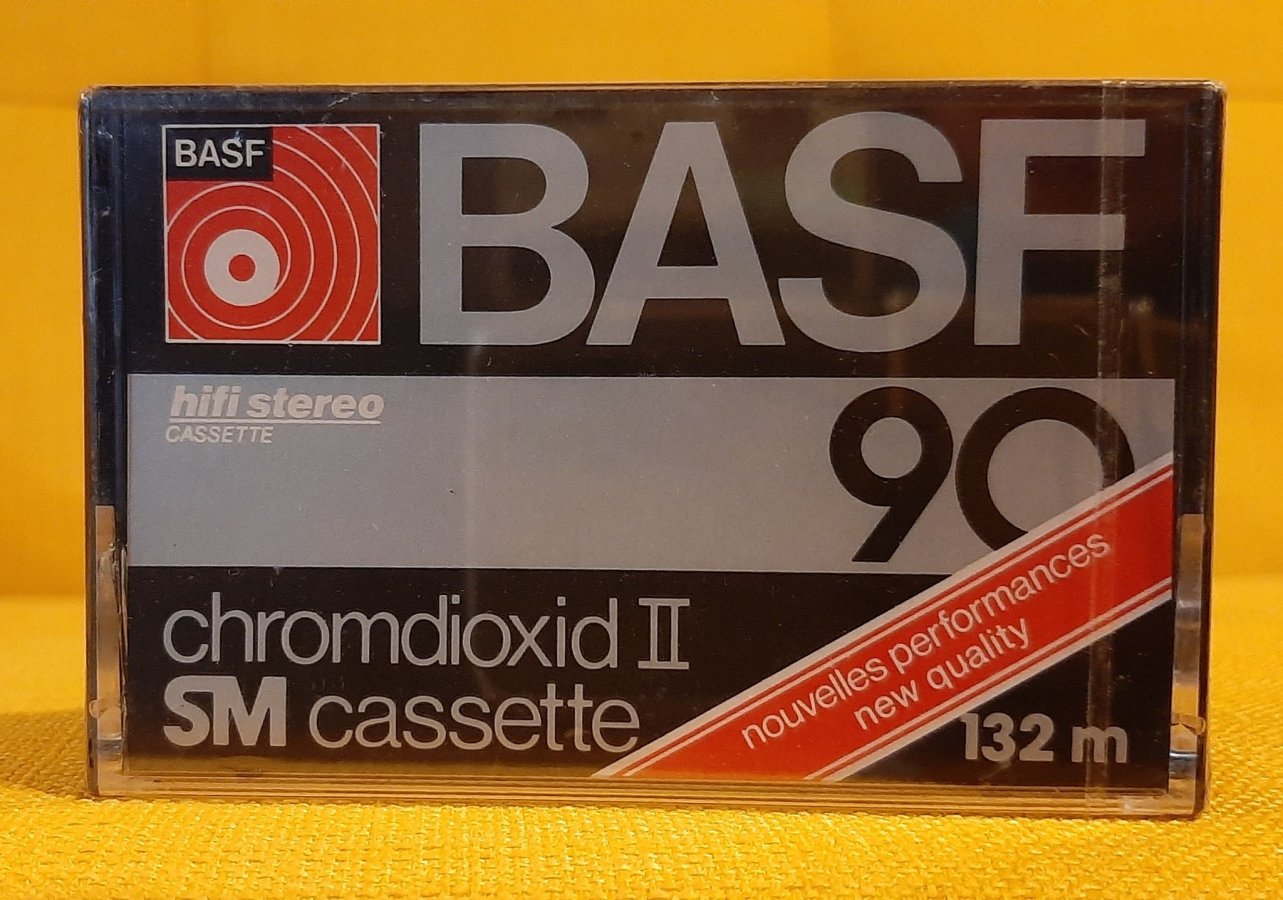 BASF
BASF
hifi stereo
CASSETTE
90
chromdioxid II
SM cassette
nouvelles performances
new quality
132 m